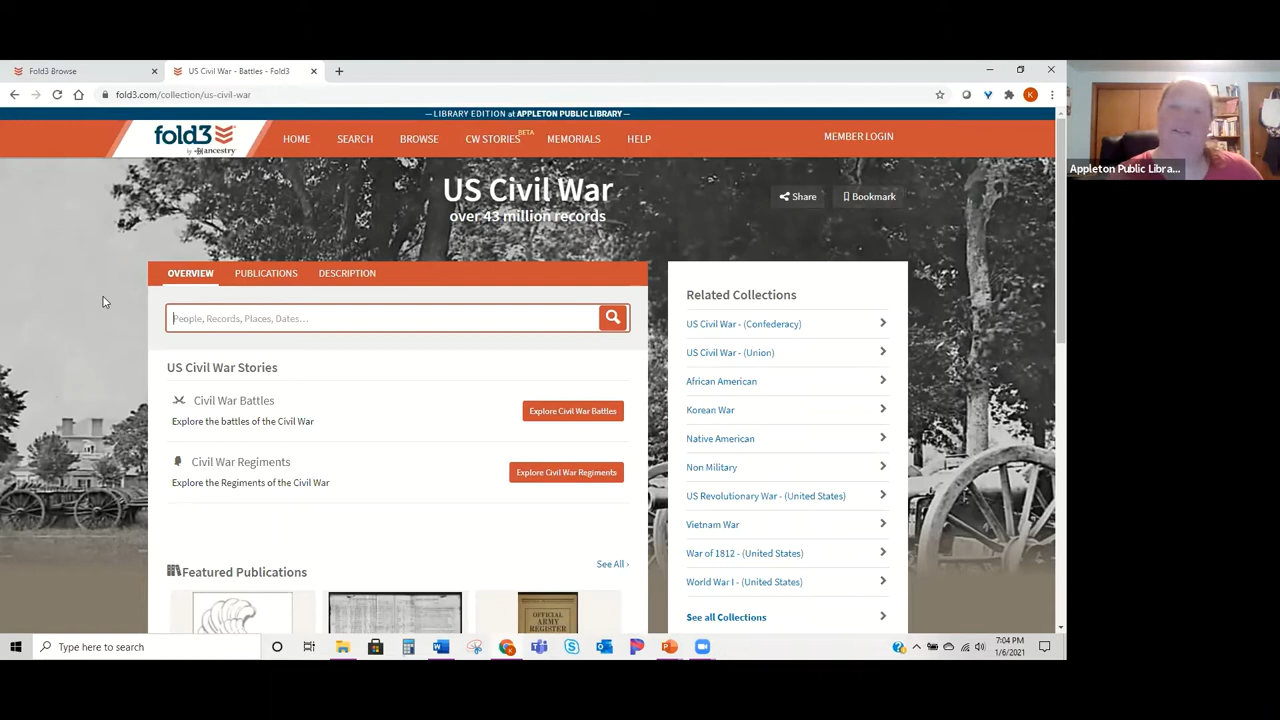 Fold3 Browse
US Civil War - Battles - Fold3
fold3.com/collection/us-civil-war
K
— LIBRARY EDITION at APPLETON PUBLIC LIBRARY —
fold3
by ancestry
HOME
SEARCH
BROWSE
CW STORIES BETA
MEMORIALS
HELP
MEMBER LOGIN
Appleton Public Libra...
US Civil War
over 43 million records
Share
Bookmark
OVERVIEW
PUBLICATIONS
DESCRIPTION
People, Records, Places, Dates...
US Civil War Stories
Civil War Battles
Explore the battles of the Civil War
Explore Civil War Battles
Civil War Regiments
Explore the Regiments of the Civil War
Explore Civil War Regiments
Featured Publications
See All ›
OFFICIAL
ARMY
REGISTER
Related Collections
US Civil War - (Confederacy)
US Civil War - (Union)
African American
Korean War
Native American
Non Military
US Revolutionary War - (United States)
Vietnam War
War of 1812 - (United States)
World War I - (United States)
See all Collections
Type here to search
7:04 PM
1/6/2021